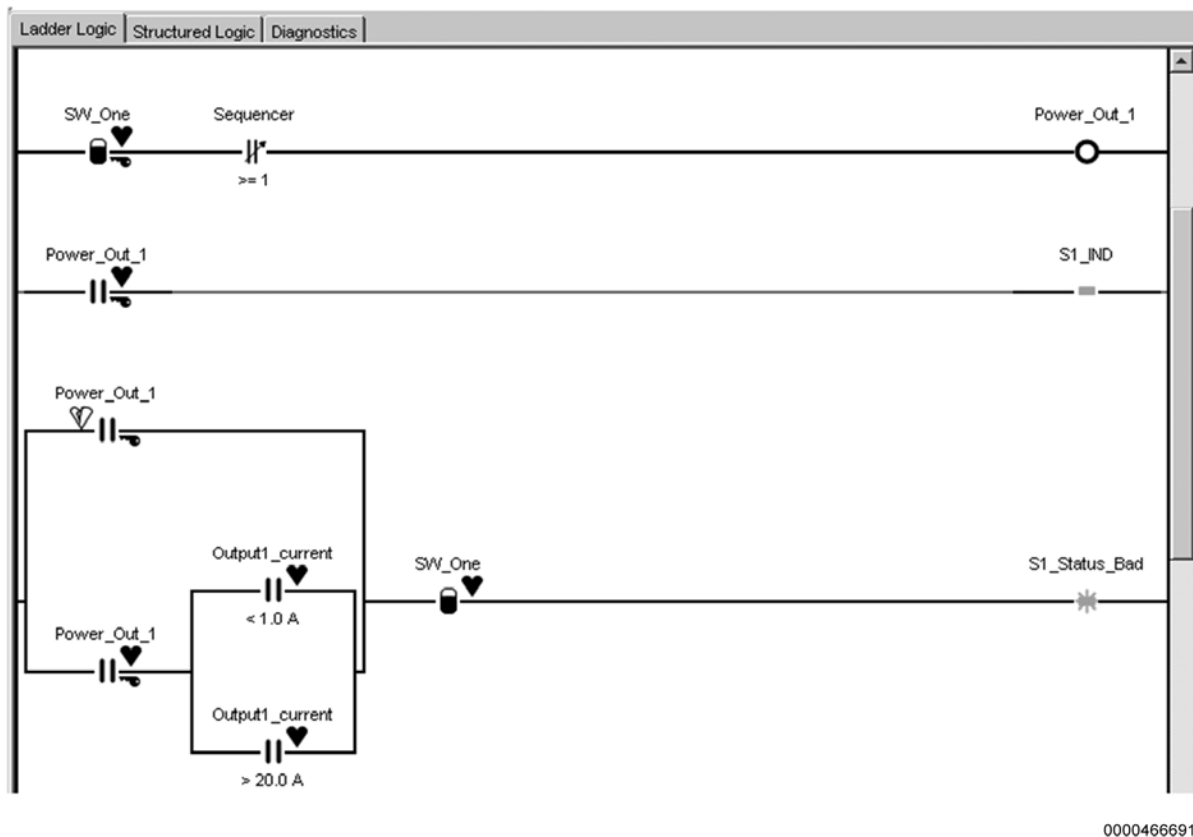 Ladder Logic Structured Logic Diagnostics
SW_One Sequencer Power_Out_1
>= 1
Power_Out_1 S1_IND
Power_Out_1
Output1_current SW_One S1_Status_Bad
< 1.0 A
Power_Out_1
Output1_current
> 20.0 A
0000466691